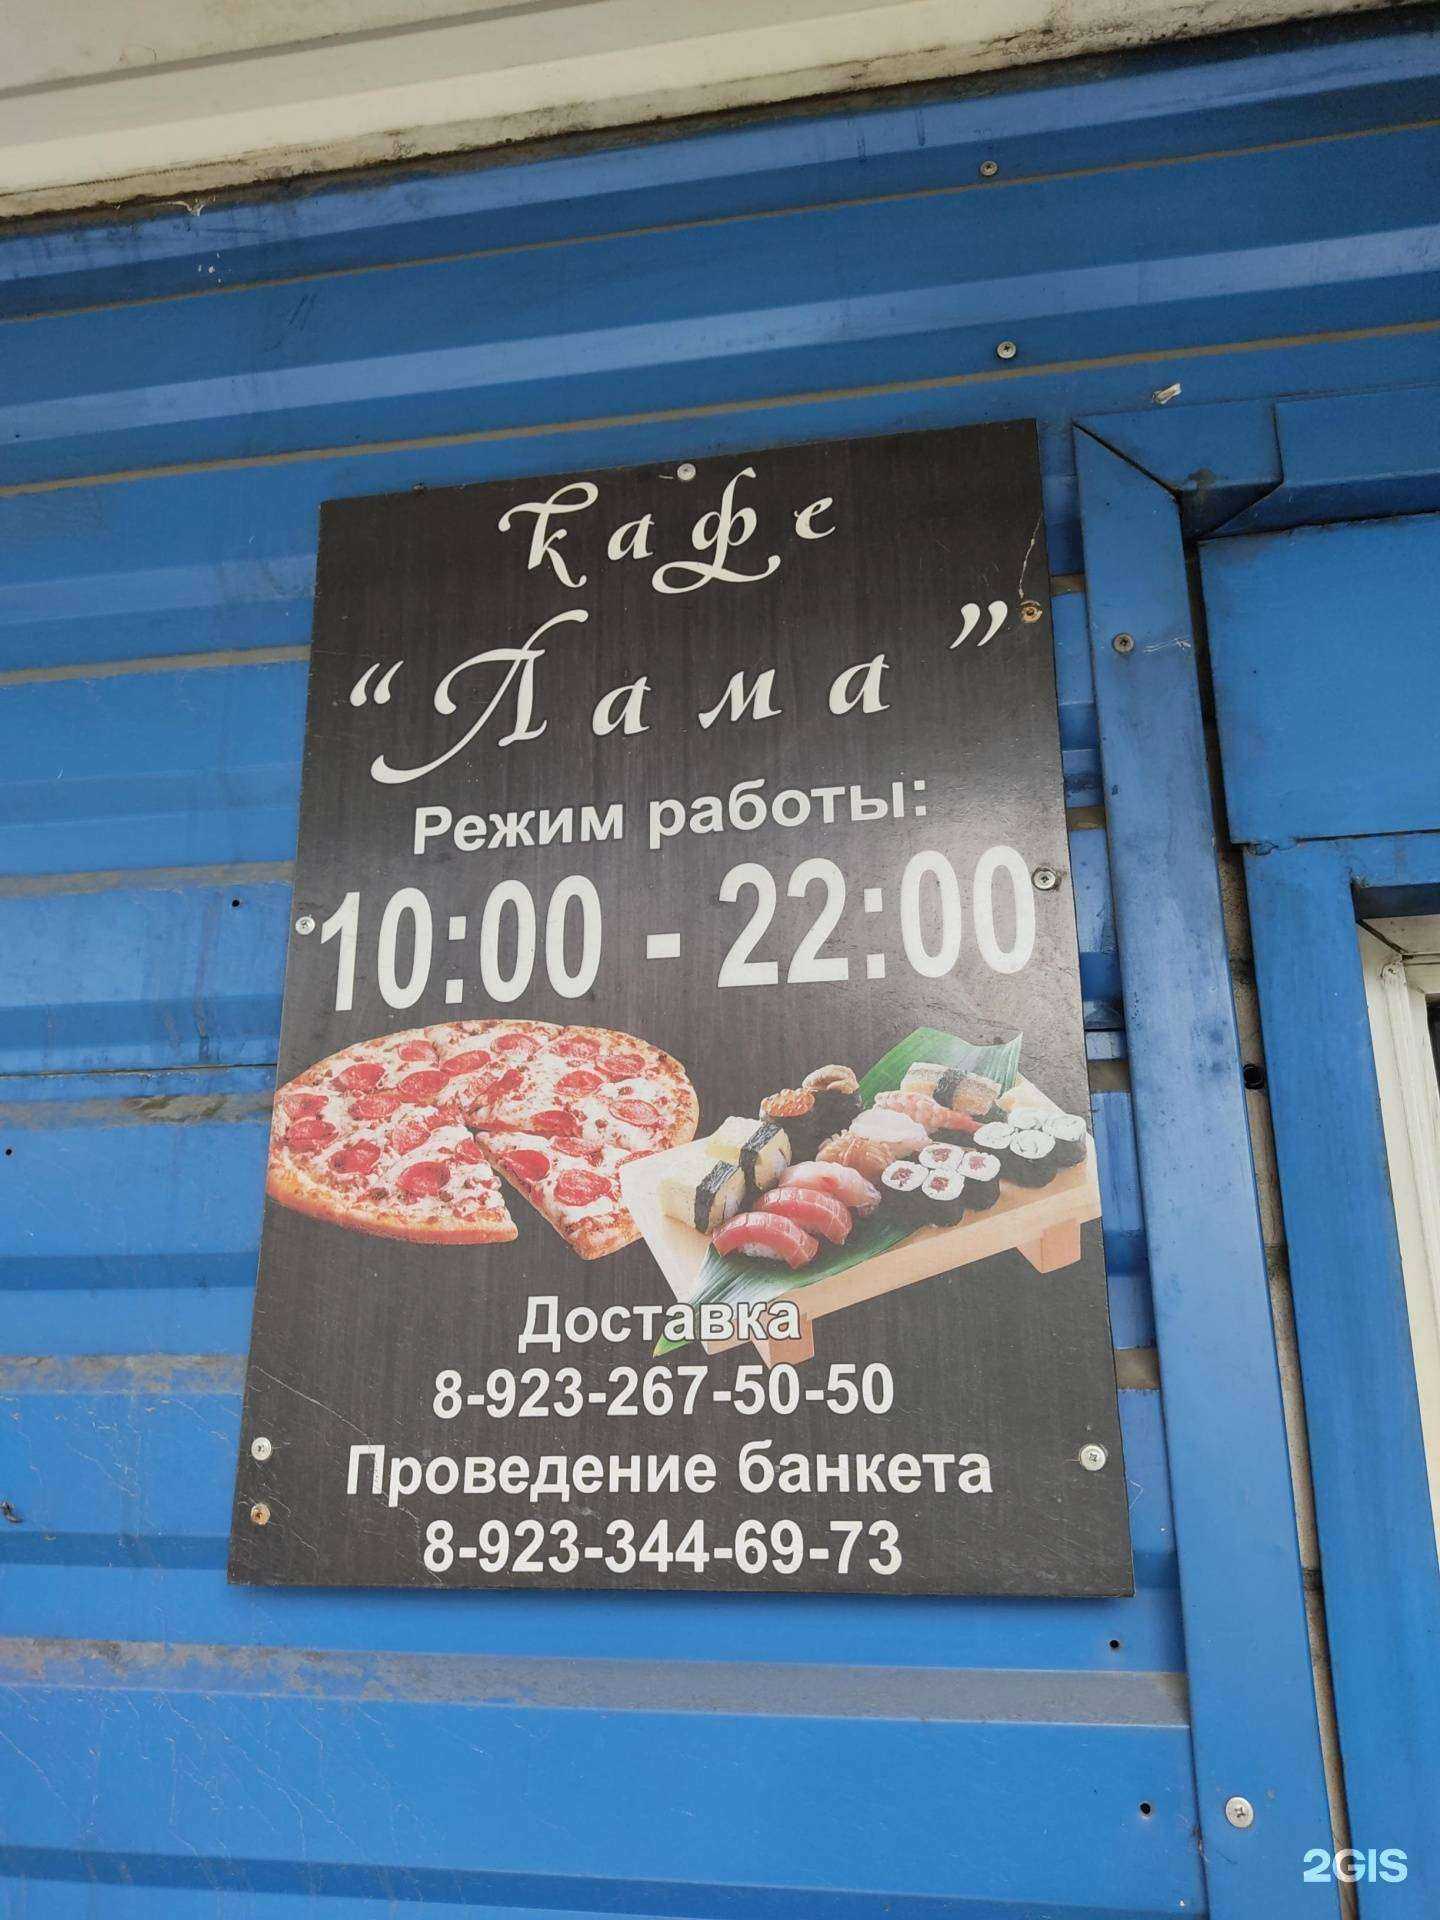 кафе
“Лама”
Режим работы:
10:00 - 22:00
Доставка
8-923-267-50-50
Проведение банкета
8-923-344-69-73
2GIS